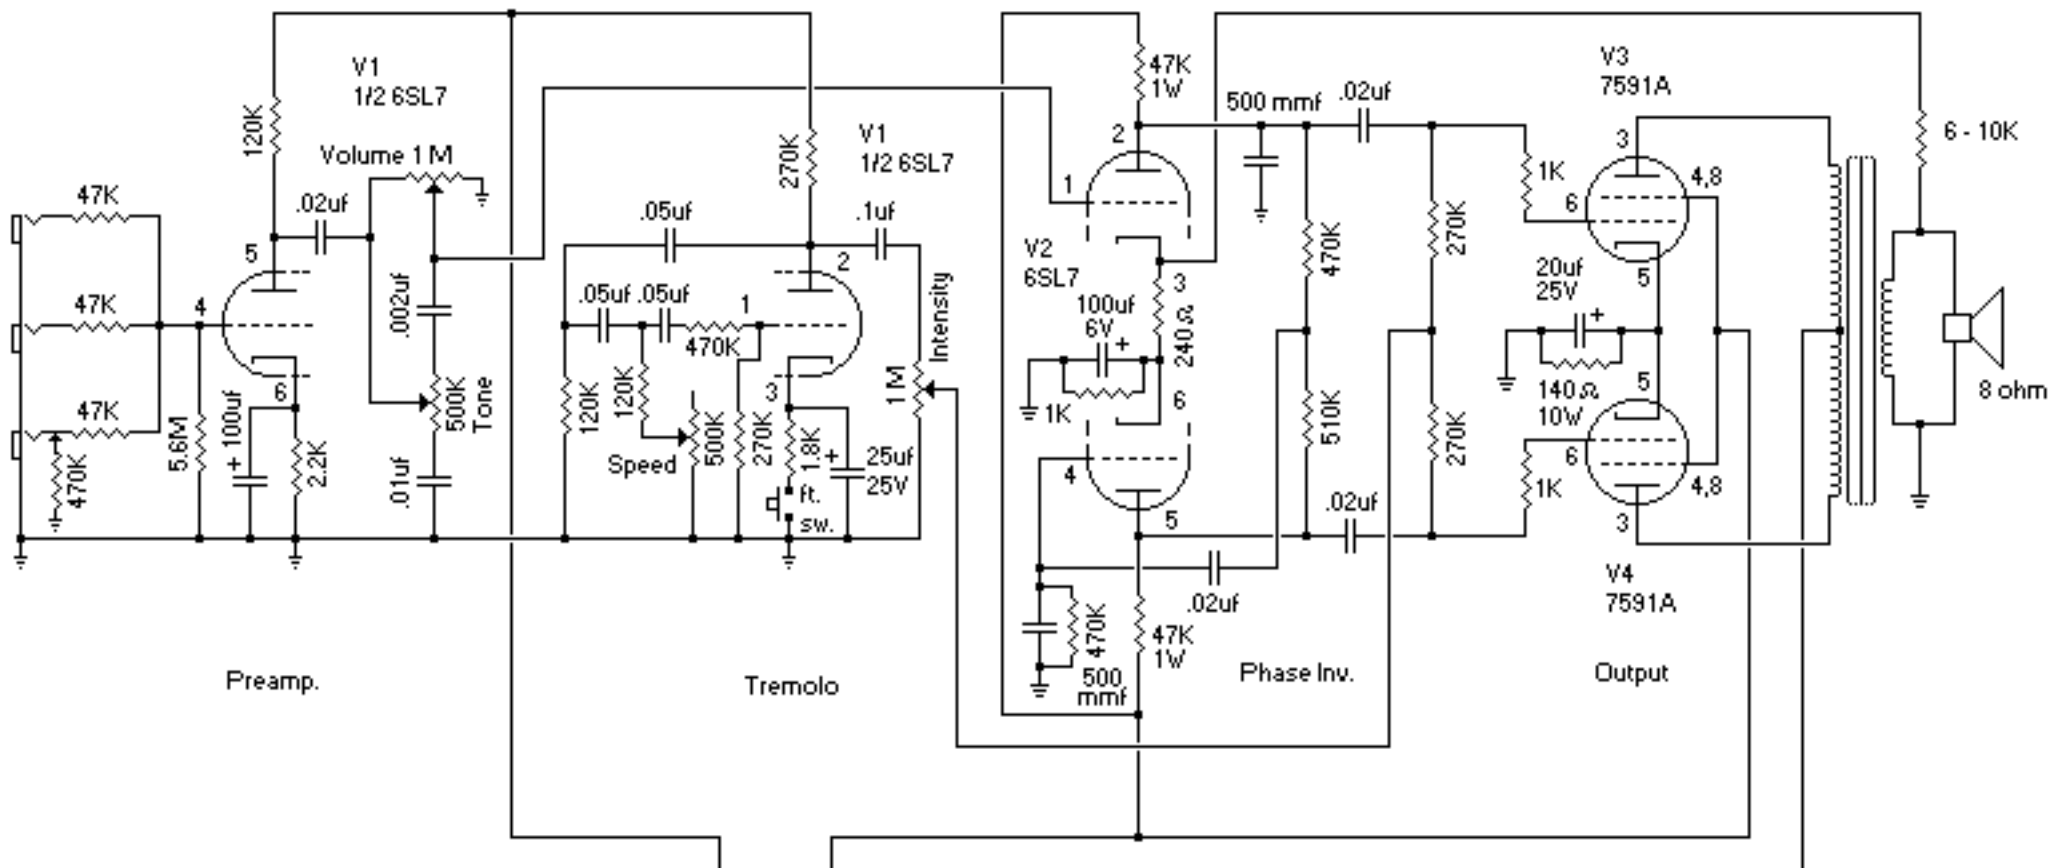 V1
1/2 6SL7
120K
Volume 1 M
47K
.02uf
5
4
47K
.002uf
47K
6
100uf
+
5.6M
2.2K
500K
Tone
470K
.01uf
Preamp.
V1
1/2 6SL7
270K
.05uf
.1uf
2
.05uf
.05uf
1
470K
Intensity
120K
120K
3
1 M
Speed
500K
270K
1.8K
+
25uf
25V
ft.
sw.
Tremolo
47K
1W
500 mmf
.02uf
2
1
V2
6SL7
3
100uf
6V
+
240Ω
470K
270K
1K
6
4
510K
270K
5
.02uf
.02uf
470K
500
mmf
47K
1W
Phase Inv.
V3
7591A
3
1K
4,8
6
20uf
25V
5
+
140Ω
10W
5
6
4,8
1K
3
V4
7591A
Output
6 - 10K
8 ohm